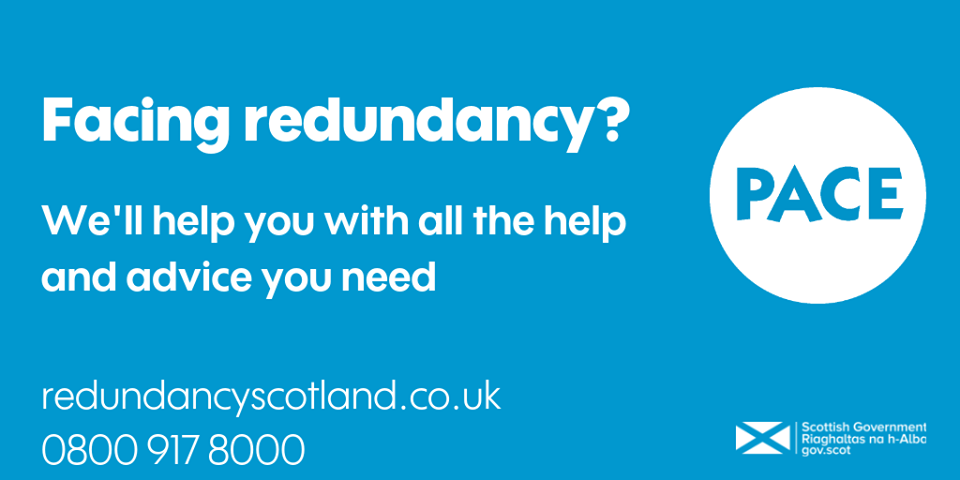 Facing redundancy?
We'll help you with all the help
and advice you need
redundancyscotland.co.uk
0800 917 8000
PACE
Scottish Government
Riaghaltas na h-Alba
gov.scot